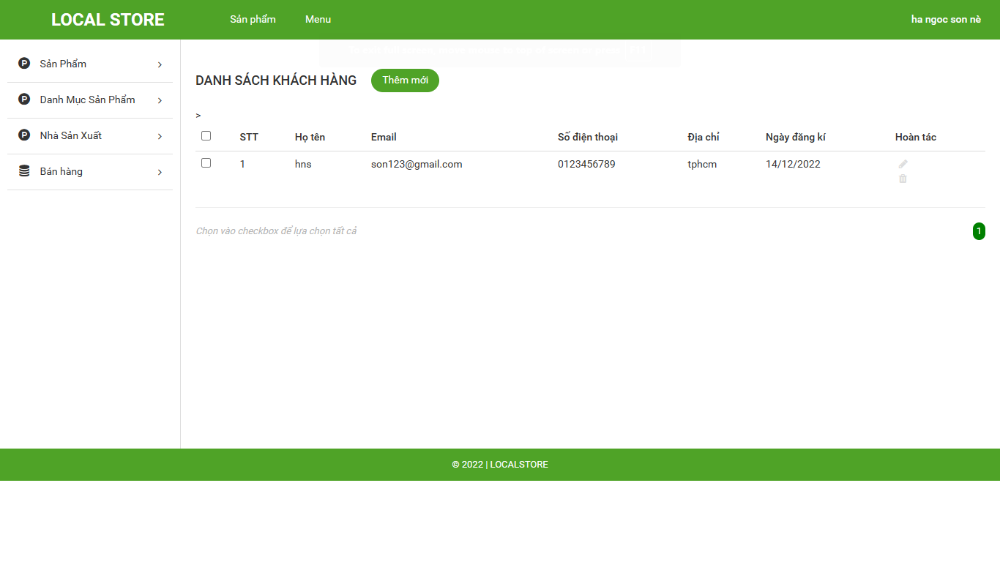 LOCAL STORE Sản phẩm Menu ha ngoc son nè
Sản Phẩm
Danh Mục Sản Phẩm
Nhà Sản Xuất
Bán hàng
DANH SÁCH KHÁCH HÀNG Thêm mới
>
STT Họ tên Email Số điện thoại Địa chỉ Ngày đăng kí Hoàn tác
1 hns son123@gmail.com 0123456789 tphcm 14/12/2022
Chọn vào checkbox để lựa chọn tất cả 1
© 2022 | LOCALSTORE